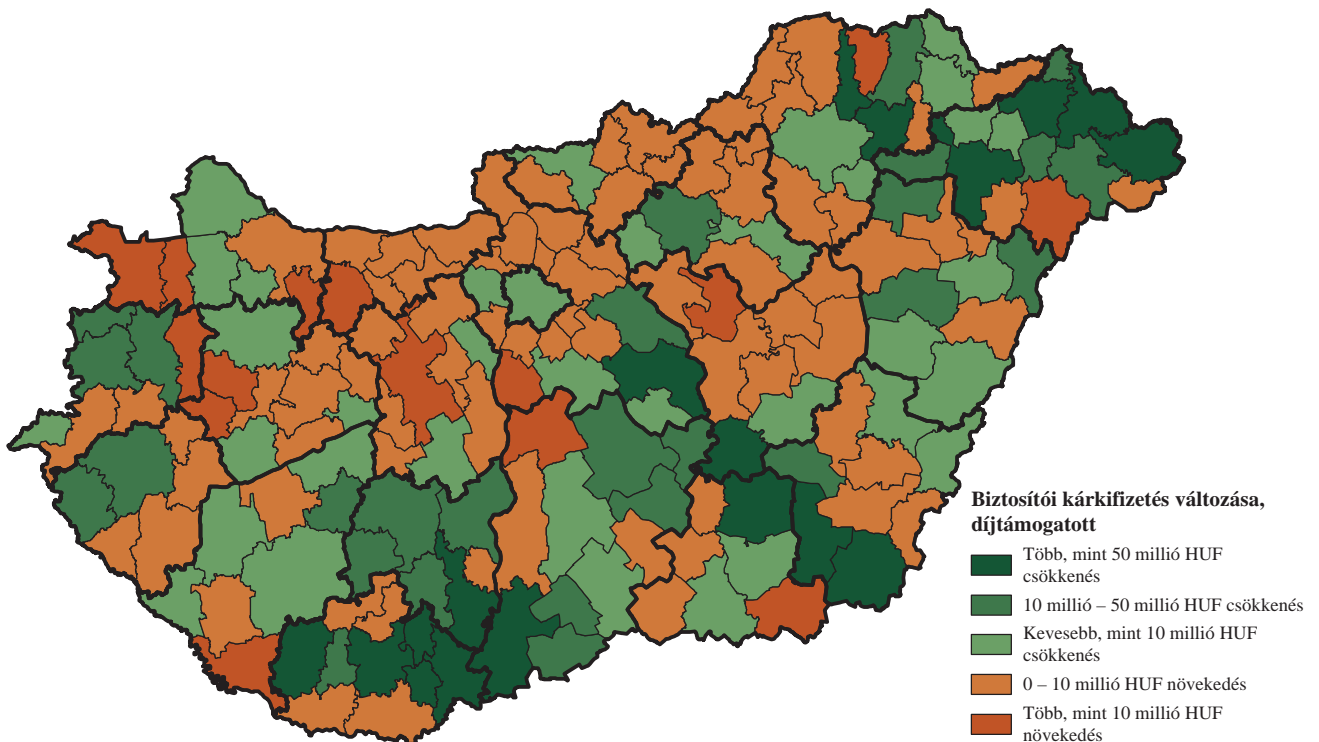 Biztosítói kárkifizetés változása,
díjtámogatott
Több, mint 50 millió HUF
csökkenés
10 millió – 50 millió HUF csökkenés
Kevesebb, mint 10 millió HUF
csökkenés
0 – 10 millió HUF növekedés
Több, mint 10 millió HUF
növekedés